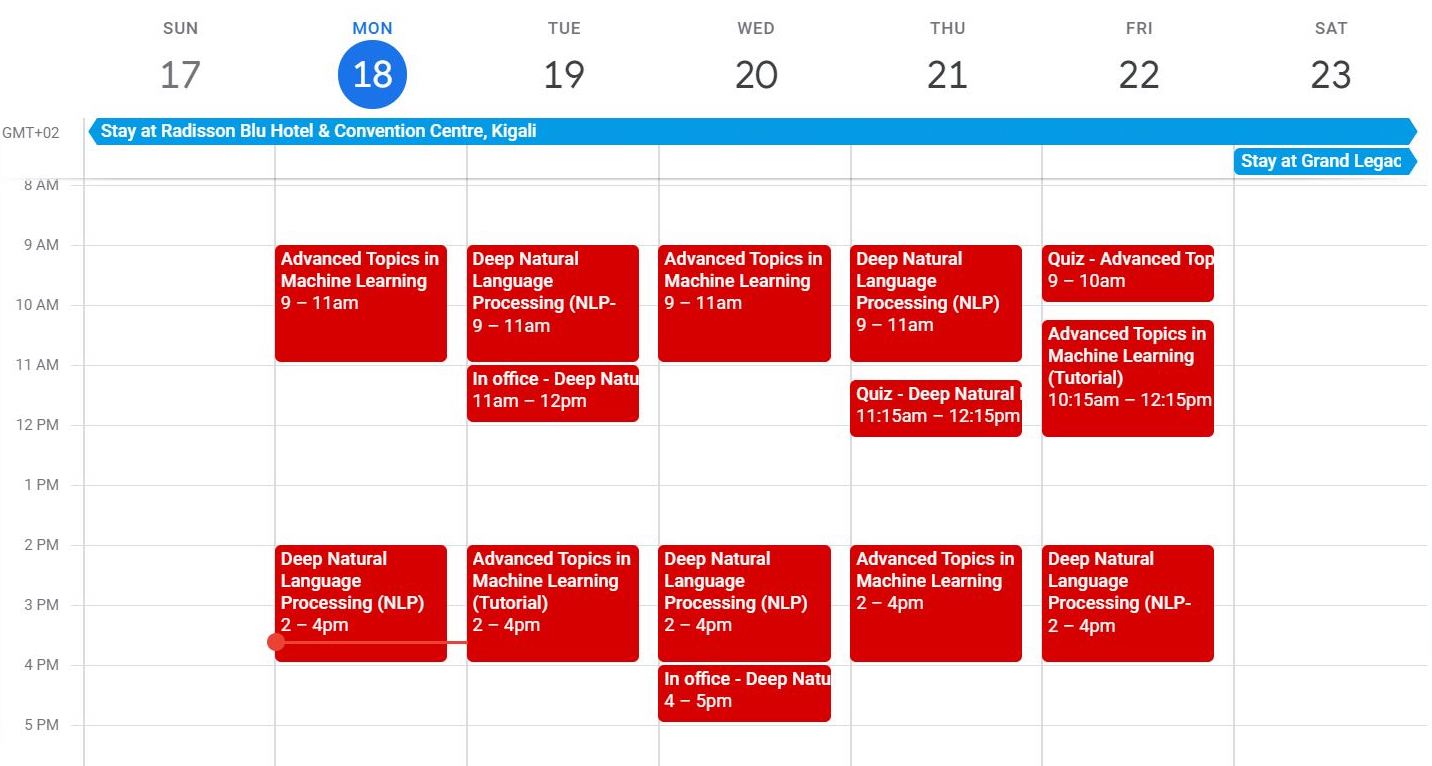 SUN
MON
TUE
WED
THU
FRI
SAT
17
18
19
20
21
22
23
GMT+02
Stay at Radisson Blu Hotel & Convention Centre, Kigali
Stay at Grand Legac
8 AM
9 AM
10 AM
11 AM
12 PM
1 PM
2 PM
3 PM
4 PM
5 PM
Advanced Topics in
Machine Learning
9 – 11am
Deep Natural
Language
Processing (NLP)
2 – 4pm
Deep Natural
Language
Processing (NLP-
9 – 11am
In office - Deep Natu
11am – 12pm
Advanced Topics in
Machine Learning
(Tutorial)
2 – 4pm
Advanced Topics in
Machine Learning
9 – 11am
Deep Natural
Language
Processing (NLP)
2 – 4pm
In office - Deep Natu
4 – 5pm
Deep Natural
Language
Processing (NLP)
9 – 11am
Quiz - Deep Natural
11:15am – 12:15pm
Advanced Topics in
Machine Learning
2 – 4pm
Quiz - Advanced Top
9 – 10am
Advanced Topics in
Machine Learning
(Tutorial)
10:15am – 12:15pm
Deep Natural
Language
Processing (NLP-
2 – 4pm